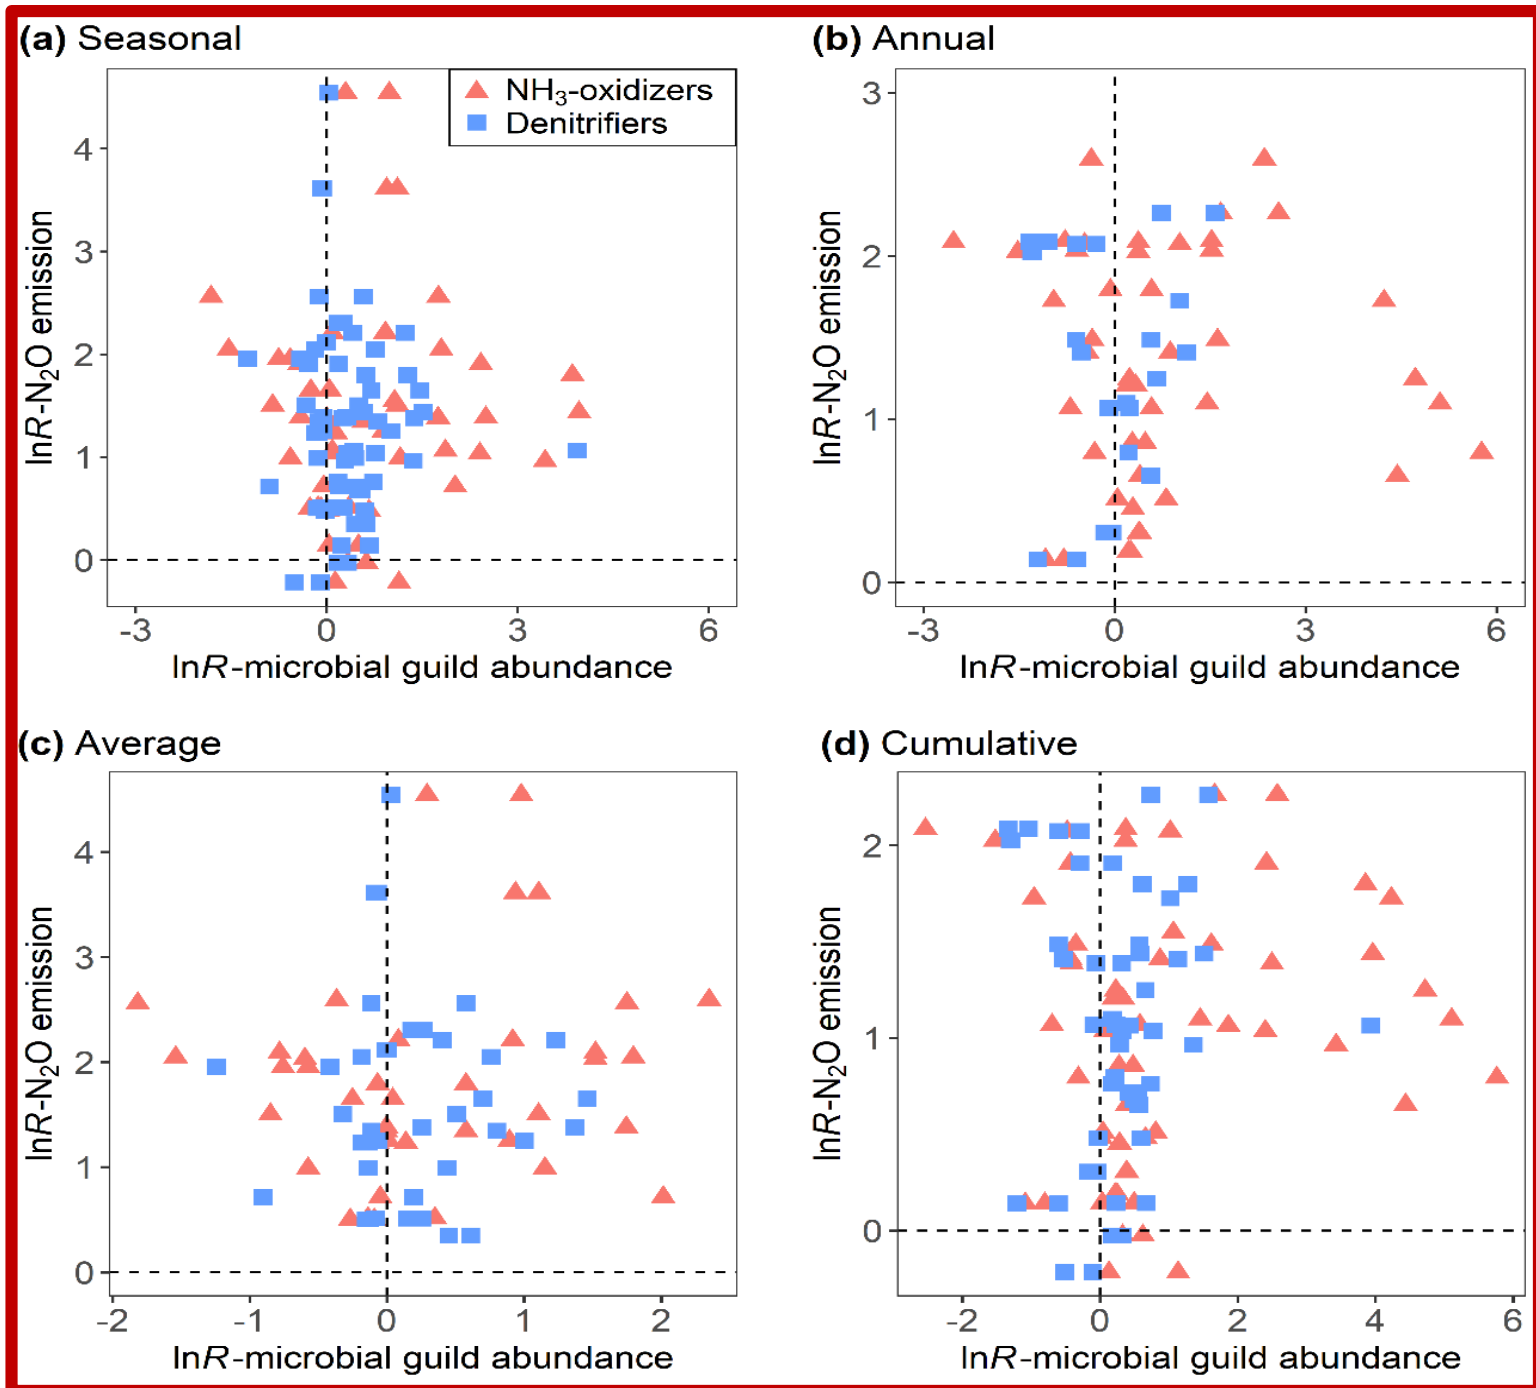 (a) Seasonal
NH₃-oxidizers
Denitrifiers
4
3
2
1
0
-3 0 3 6
lnR-N₂O emission
lnR-microbial guild abundance
(b) Annual
3
2
1
0
-3 0 3 6
lnR-N₂O emission
lnR-microbial guild abundance
(c) Average
4
3
2
1
0
-2 -1 0 1 2
lnR-N₂O emission
lnR-microbial guild abundance
(d) Cumulative
2
1
0
-2 0 2 4 6
lnR-N₂O emission
lnR-microbial guild abundance